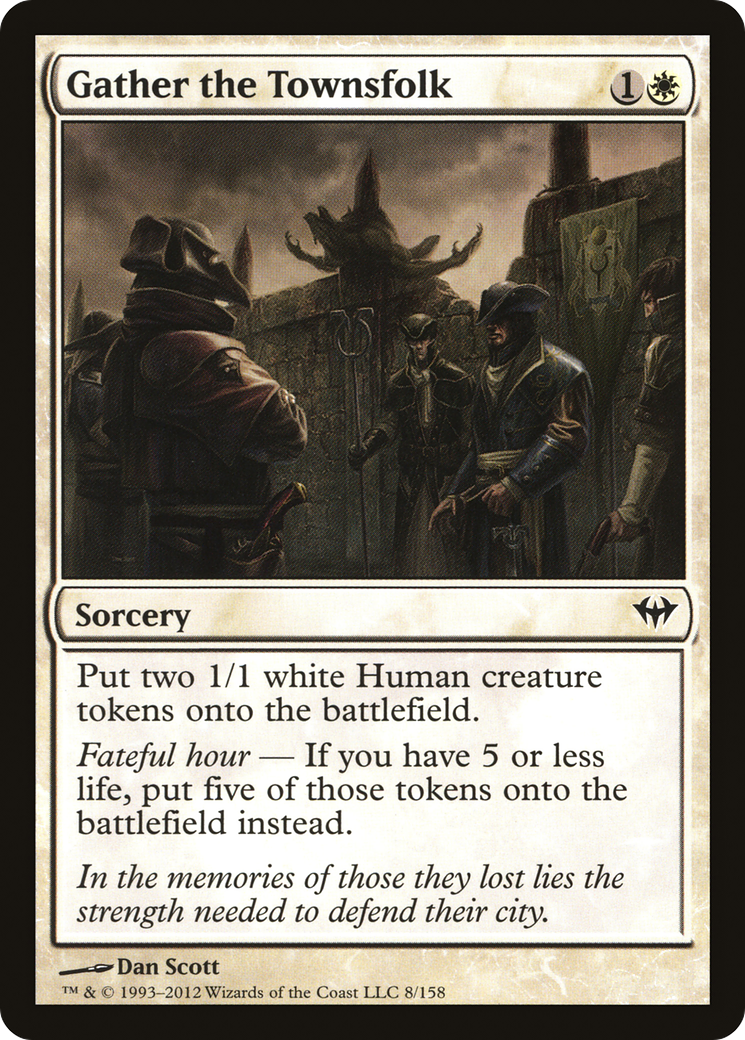 Gather the Townsfolk 1
Sorcery
Put two 1/1 white Human creature
tokens onto the battlefield.
Fateful hour — If you have 5 or less
life, put five of those tokens onto the
battlefield instead.
In the memories of those they lost lies the
strength needed to defend their city.
Dan Scott
™ & © 1993–2012 Wizards of the Coast LLC 8/158